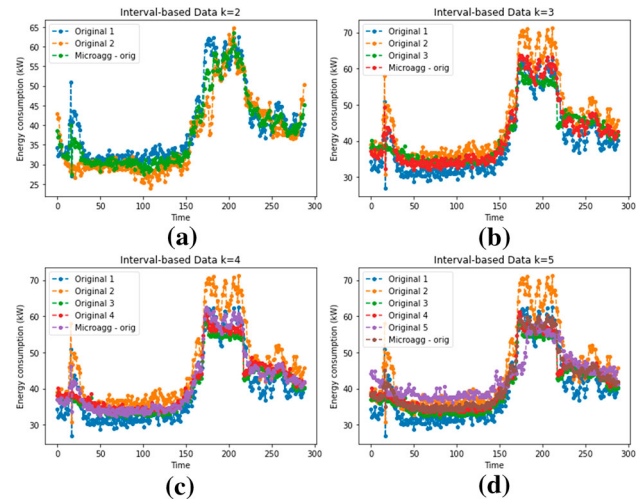 Interval-based Data k=2
Energy consumption (kW)
65
60
55
50
45
40
35
30
25
Original 1
Original 2
Microagg - orig
0 50 100 150 200 250 300
Time
(a)
Interval-based Data k=3
Energy consumption (kW)
70
60
50
40
30
Original 1
Original 2
Original 3
Microagg - orig
0 50 100 150 200 250 300
Time
(b)
Interval-based Data k=4
Energy consumption (kW)
70
60
50
40
30
Original 1
Original 2
Original 3
Original 4
Microagg - orig
0 50 100 150 200 250 300
Time
(c)
Interval-based Data k=5
Energy consumption (kW)
70
60
50
40
30
Original 1
Original 2
Original 3
Original 4
Original 5
Microagg - orig
0 50 100 150 200 250 300
Time
(d)